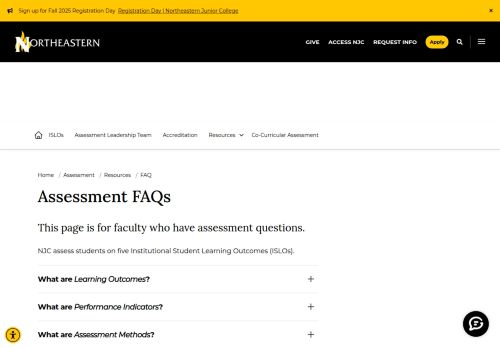 Sign up for Fall 2025 Registration Day Registration Day | Northeastern Junior College ×
NORTHEASTERN GIVE ACCESS NJC REQUEST INFO Apply
ISLOs Assessment Leadership Team Accreditation Resources Co-Curricular Assessment
Home / Assessment / Resources / FAQ
Assessment FAQs
This page is for faculty who have assessment questions.
NJC assess students on five Institutional Student Learning Outcomes (ISLOs).
What are Learning Outcomes? +
What are Performance Indicators? +
What are Assessment Methods? +